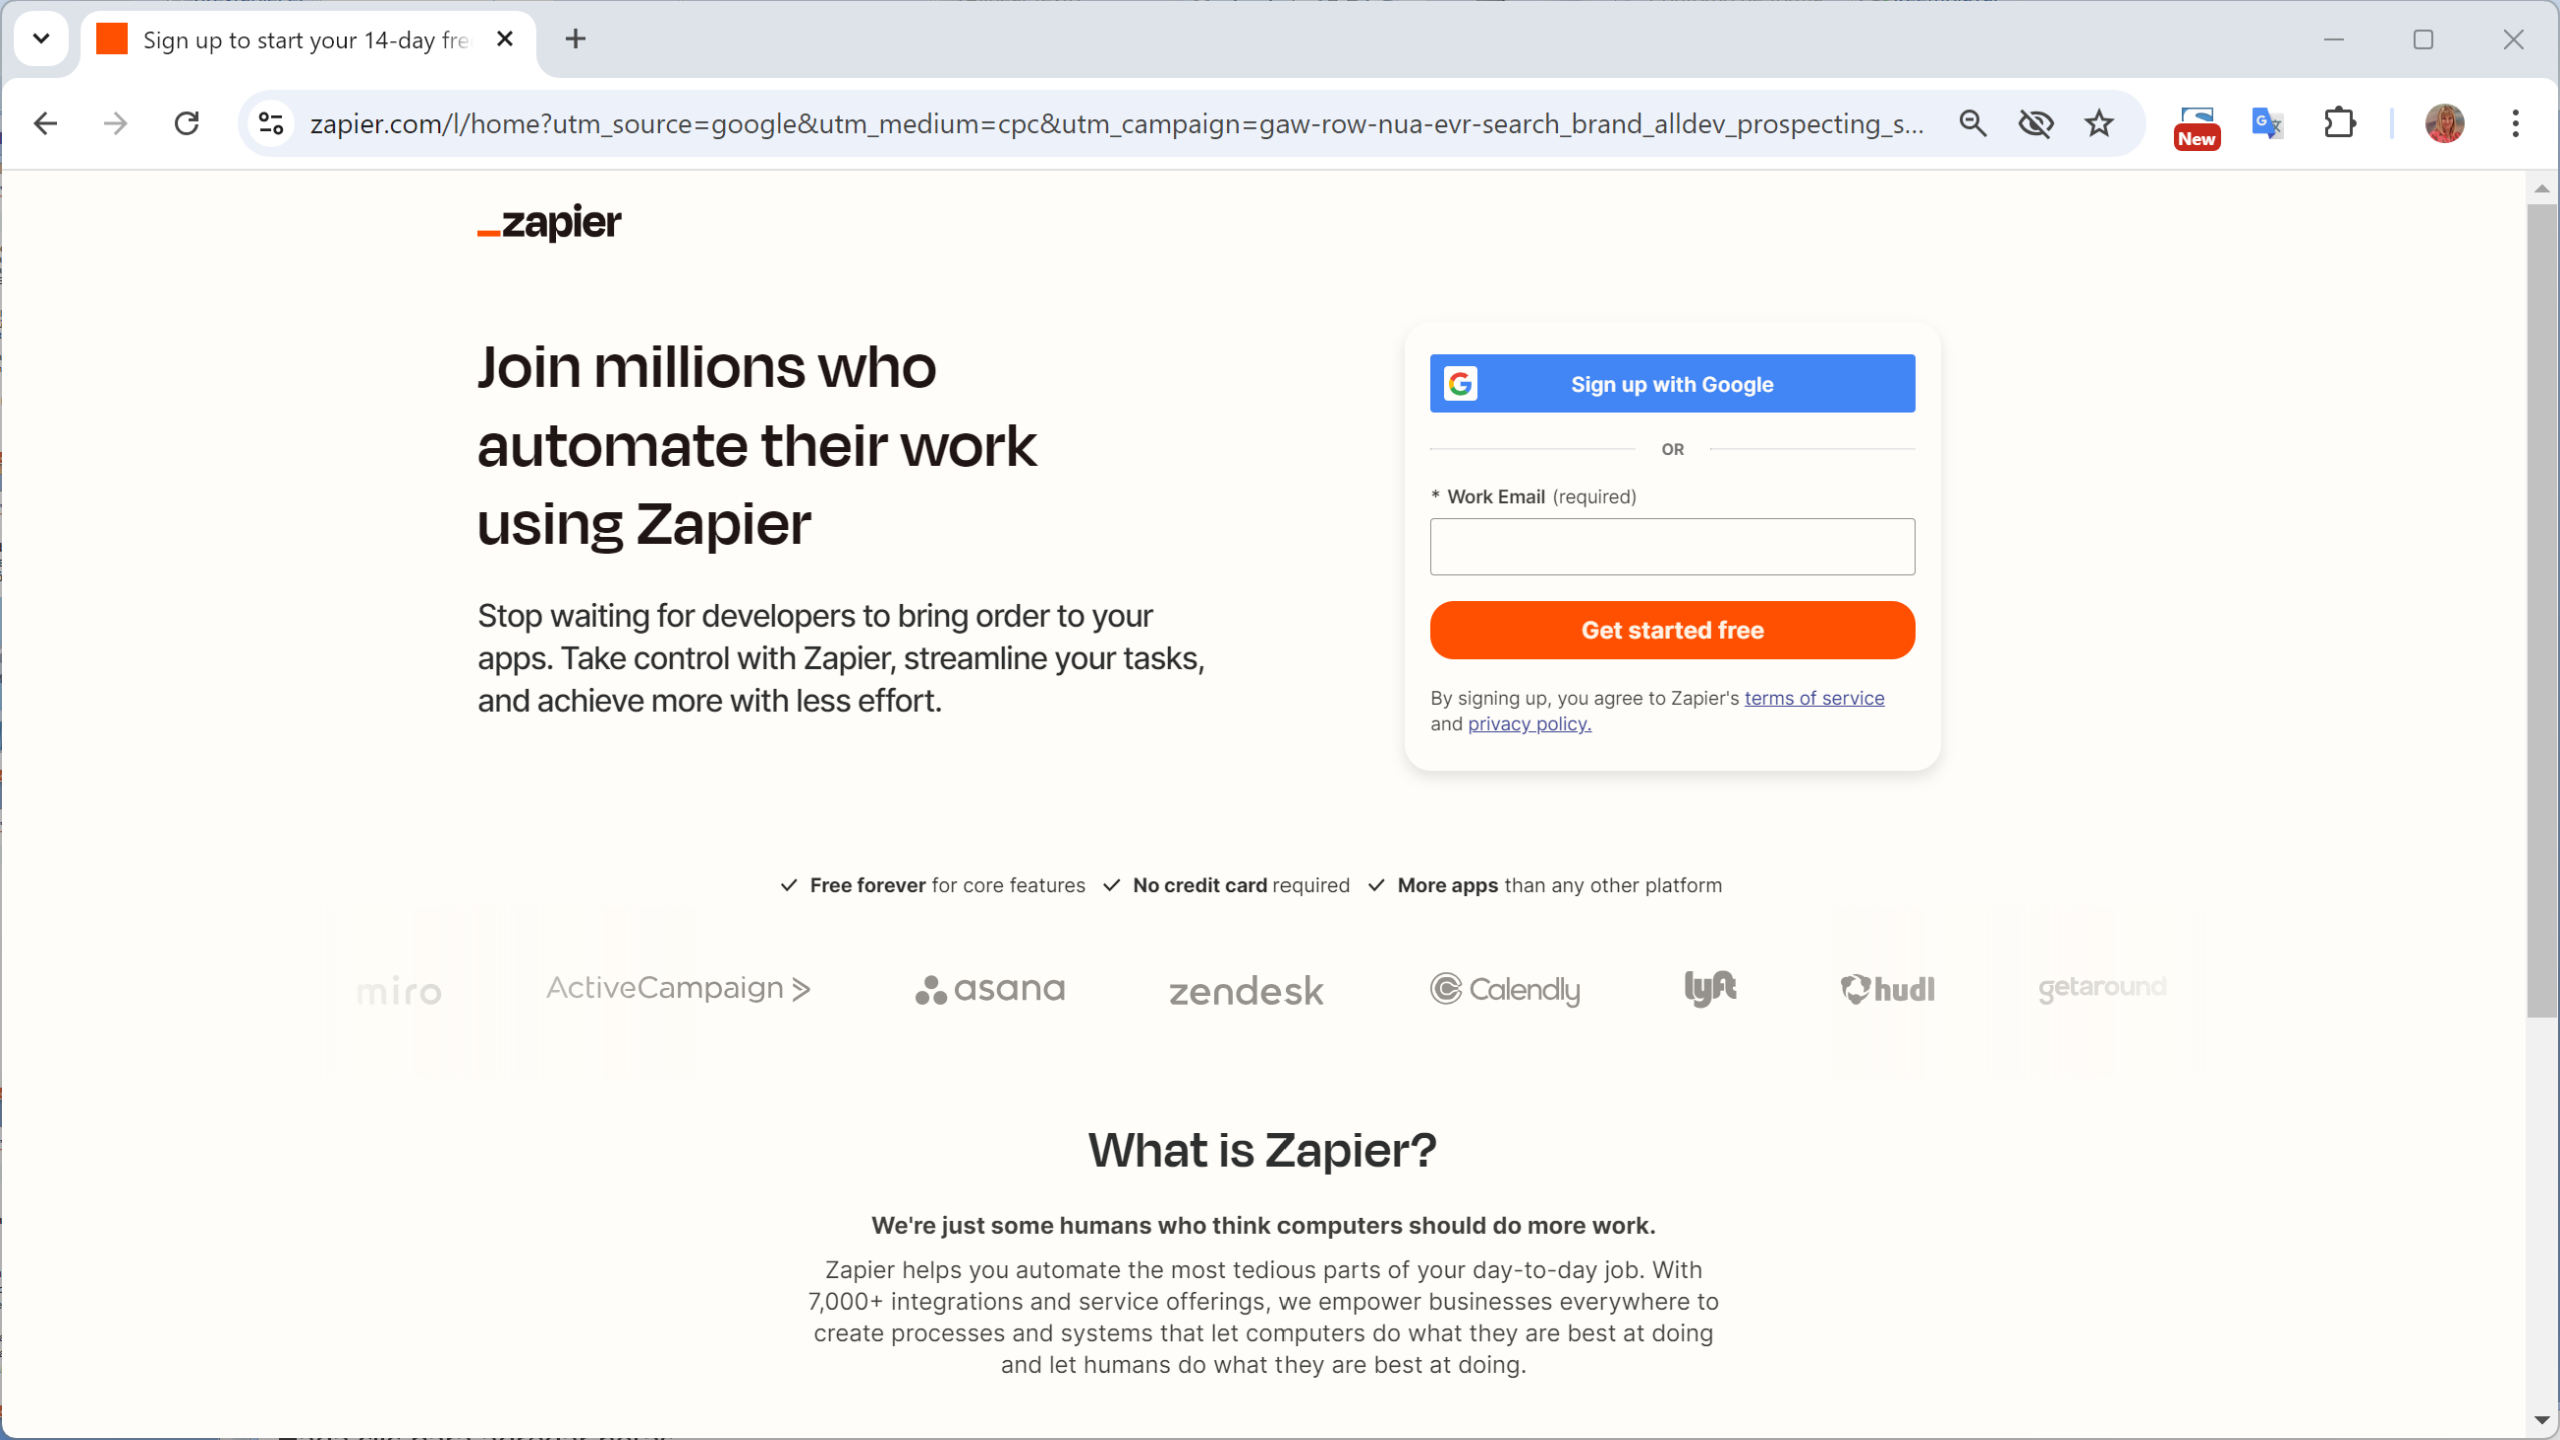 Sign up to start your 14-day fre
zapier.com/l/home?utm_source=google&utm_medium=cpc&utm_campaign=gaw-row-nua-evr-search_brand_alldev_prospecting_s...
New
zapier
Join millions who
automate their work
using Zapier
Stop waiting for developers to bring order to your
apps. Take control with Zapier, streamline your tasks,
and achieve more with less effort.
Sign up with Google
OR
* Work Email (required)
Get started free
By signing up, you agree to Zapier's terms of service
and privacy policy.
Free forever for core features No credit card required More apps than any other platform
miro ActiveCampaign asana zendesk Calendly lyft hudl getaround
What is Zapier?
We're just some humans who think computers should do more work.
Zapier helps you automate the most tedious parts of your day-to-day job. With
7,000+ integrations and service offerings, we empower businesses everywhere to
create processes and systems that let computers do what they are best at doing
and let humans do what they are best at doing.